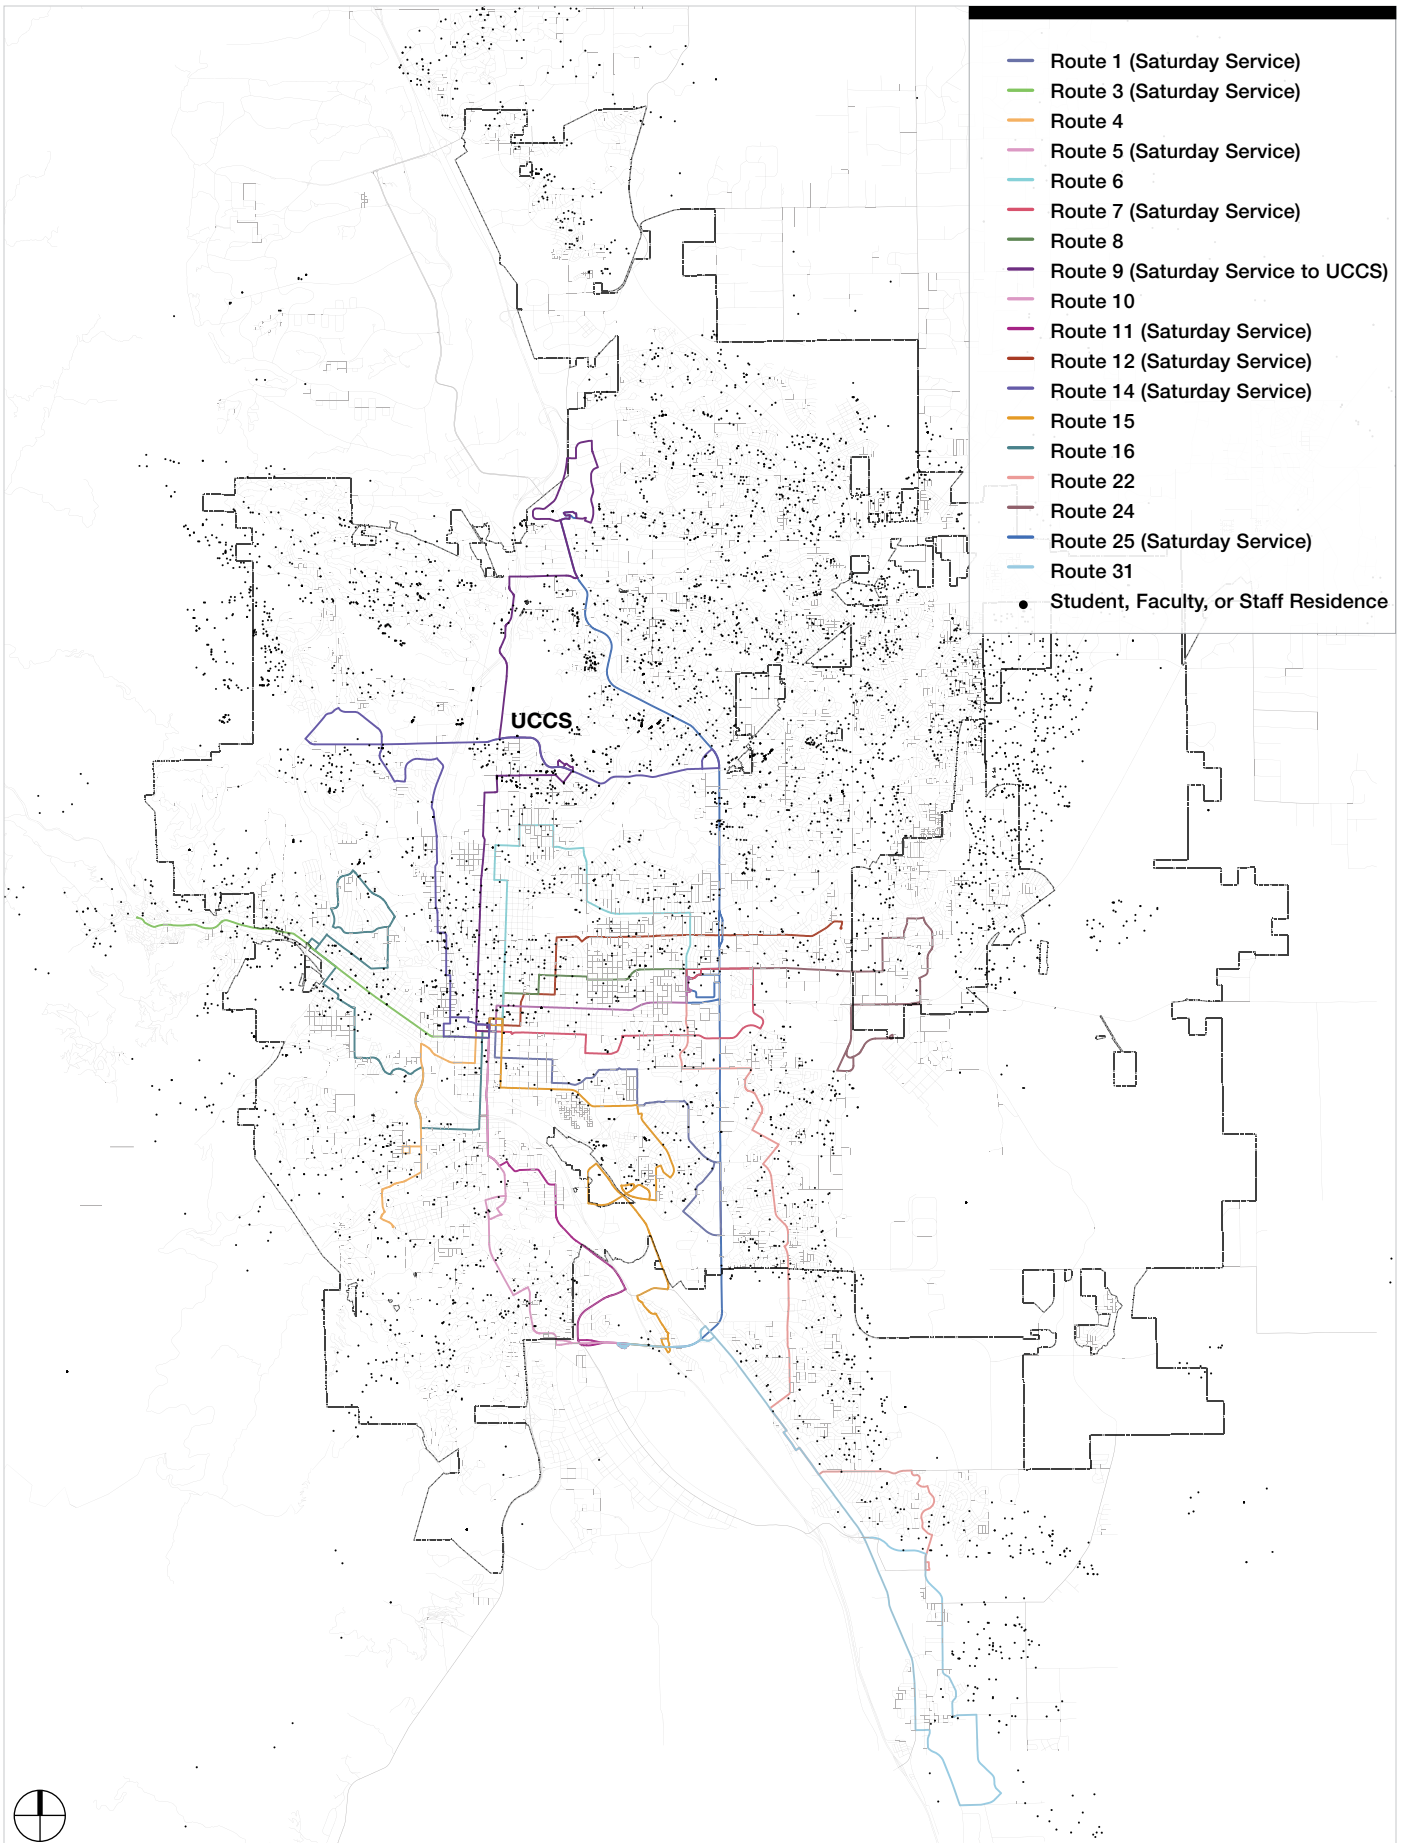 Route 1 (Saturday Service)
Route 3 (Saturday Service)
Route 4
Route 5 (Saturday Service)
Route 6
Route 7 (Saturday Service)
Route 8
Route 9 (Saturday Service to UCCS)
Route 10
Route 11 (Saturday Service)
Route 12 (Saturday Service)
Route 14 (Saturday Service)
Route 15
Route 16
Route 22
Route 24
Route 25 (Saturday Service)
Route 31
Student, Faculty, or Staff Residence
UCCS